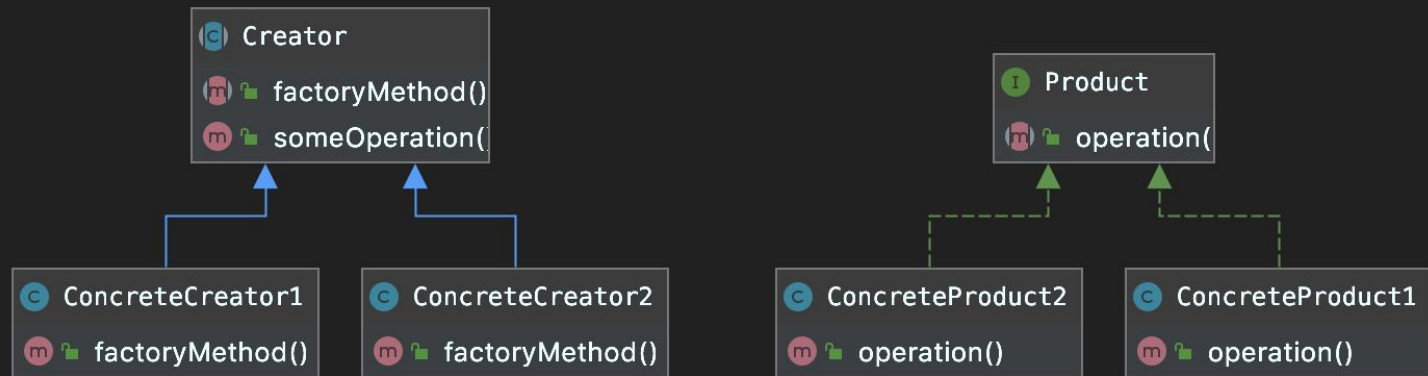 C Creator
m factoryMethod()
m someOperation(
I Product
m operation(
C ConcreteCreator1
m factoryMethod()
C ConcreteCreator2
m factoryMethod()
C ConcreteProduct2
m operation()
C ConcreteProduct1
m operation()